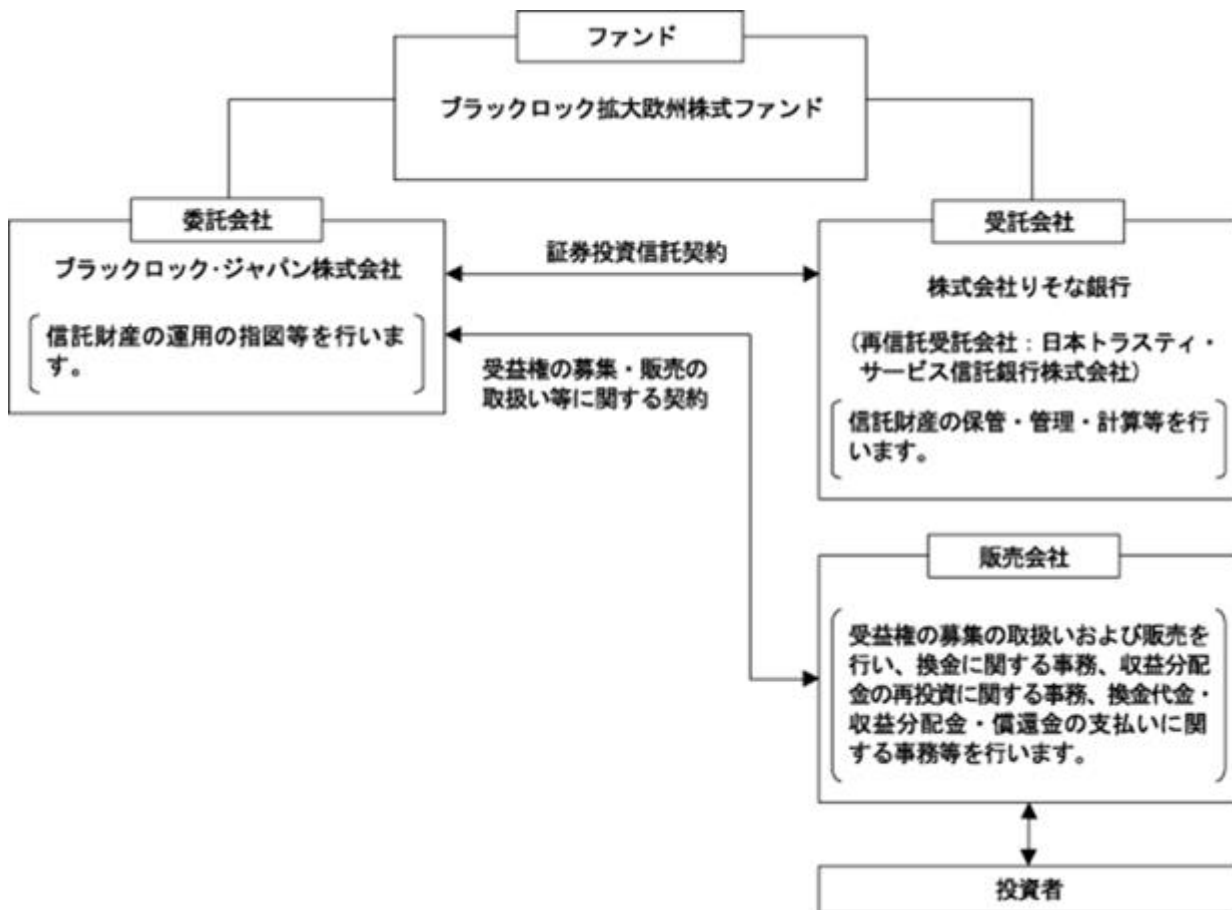 ファンド
ブラックロック拡大欧州株式ファンド
委託会社
ブラックロック・ジャパン株式会社
信託財産の運用の指図等を行いま
す。
証券投資信託契約
受益権の募集・販売の
取扱い等に関する契約
受託会社
株式会社りそな銀行
（再信託受託会社：日本トラスティ・
サービス信託銀行株式会社）
信託財産の保管・管理・計算等を行
います。
販売会社
受益権の募集の取扱いおよび販売を
行い、換金に関する事務、収益分配
金の再投資に関する事務、換金代金・
収益分配金・償還金の支払いに関
する事務等を行います。
投資者